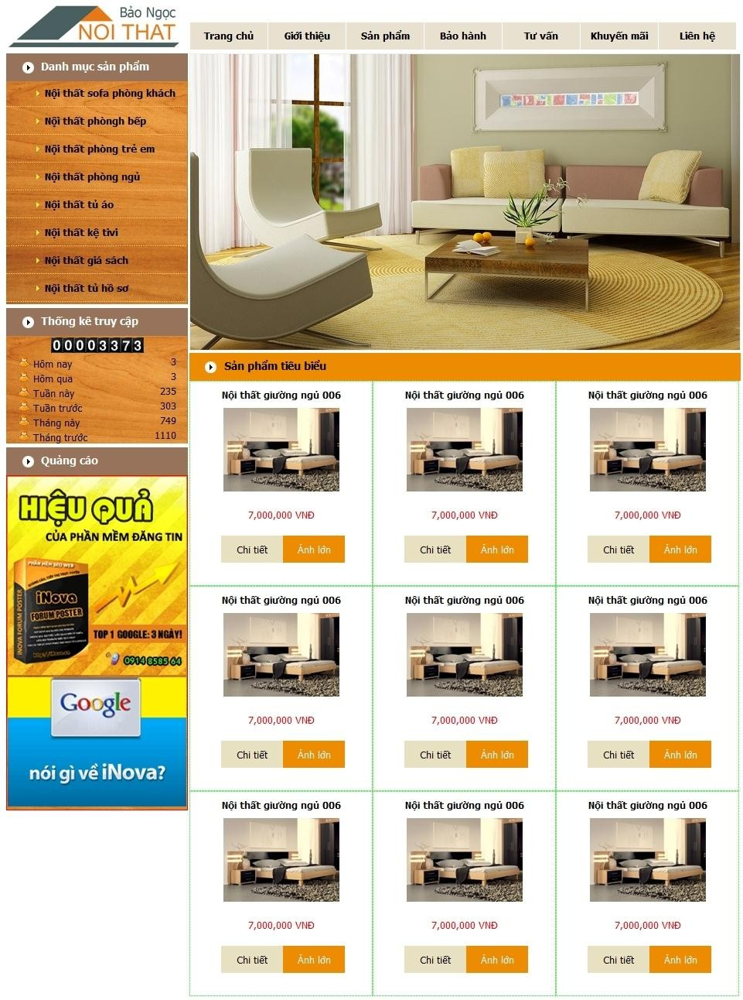 Bảo Ngọc
NOI THAT
Trang chủ
Giới thiệu
Sản phẩm
Bảo hành
Tư vấn
Khuyến mãi
Liên hệ
Danh mục sản phẩm
Nội thất sofa phòng khách
Nội thất phòngh bếp
Nội thất phòng trẻ em
Nội thất phòng ngủ
Nội thất tủ áo
Nội thất kệ tivi
Nội thất giá sách
Nội thất tủ hồ sơ
Thống kê truy cập
00003373
Hôm nay 3
Hôm qua 3
Tuần này 235
Tuần trước 303
Tháng này 749
Tháng trước 1110
Quảng cáo
HIỆU QUẢ
CỦA PHẦN MỀM ĐĂNG TIN
PHẦN MỀM SEO WEB
iNova
FORUM POSTER
INOVA FORUM POSTER
TOP 1 GOOGLE: 3 NGÀY!
0914 8585 64
Google
nói gì về iNova?
Sản phẩm tiêu biểu
Nội thất giường ngủ 006
7,000,000 VNĐ
Chi tiết
Ảnh lớn
Nội thất giường ngủ 006
7,000,000 VNĐ
Chi tiết
Ảnh lớn
Nội thất giường ngủ 006
7,000,000 VNĐ
Chi tiết
Ảnh lớn
Nội thất giường ngủ 006
7,000,000 VNĐ
Chi tiết
Ảnh lớn
Nội thất giường ngủ 006
7,000,000 VNĐ
Chi tiết
Ảnh lớn
Nội thất giường ngủ 006
7,000,000 VNĐ
Chi tiết
Ảnh lớn
Nội thất giường ngủ 006
7,000,000 VNĐ
Chi tiết
Ảnh lớn
Nội thất giường ngủ 006
7,000,000 VNĐ
Chi tiết
Ảnh lớn
Nội thất giường ngủ 006
7,000,000 VNĐ
Chi tiết
Ảnh lớn